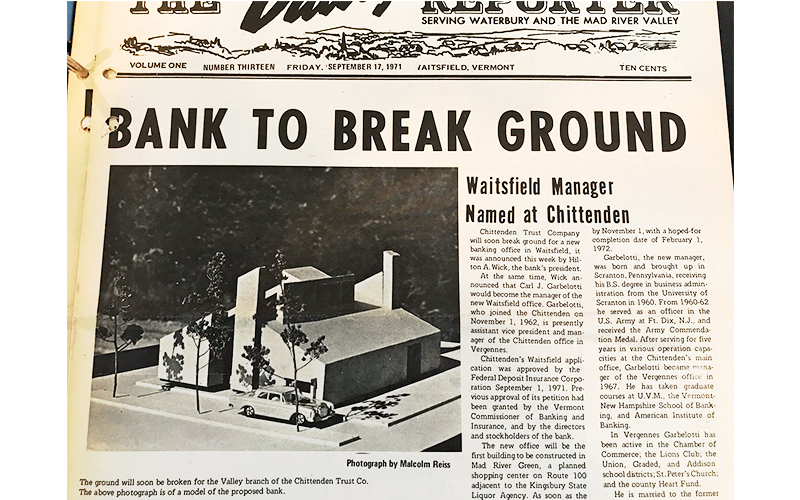 THE Valley REPORTER
SERVING WATERBURY AND THE MAD RIVER VALLEY
VOLUME ONE NUMBER THIRTEEN FRIDAY, SEPTEMBER 17, 1971 WAITSFIELD, VERMONT TEN CENTS
BANK TO BREAK GROUND
Photograph by Malcolm Reiss
The ground will soon be broken for the Valley branch of the Chittenden Trust Co.
The above photograph is of a model of the proposed bank.
Waitsfield Manager
Named at Chittenden
Chittenden Trust Company
will soon break ground for a new
banking office in Waitsfield, it
was announced this week by Hil-
ton A. Wick, the bank's president.
At the same time, Wick an-
nounced that Carl J. Garbelotti
would become the manager of the
new Waitsfield office. Garbelotti,
who joined the Chittenden on
November 1, 1962, is presently
assistant vice president and man-
ager of the Chittenden office in
Vergennes.
Chittenden's Waitsfield appli-
cation was approved by the
Federal Deposit Insurance Corpo-
ration September 1, 1971. Pre-
vious approval of its petition had
been granted by the Vermont
Commissioner of Banking and
Insurance, and by the directors
and stockholders of the bank.
The new office will be the
first building to be constructed in
Mad River Green, a planned
shopping center on Route 100
adjacent to the Kingsbury State
Liquor Agency. As soon as the
by November 1, with a hoped-for
completion date of February 1,
1972.
Garbelotti, the new manager,
was born and brought up in
Scranton, Pennsylvania, receiving
his B.S. degree in business admin-
istration from the University of
Scranton in 1960. From 1960-62
he served as an officer in the
U.S. Army at Ft. Dix, N.J., and
received the Army Commenda-
tion Medal. After serving for five
years in various operation capa-
cities at the Chittenden's main
office, Garbelotti became mana-
ger of the Vergennes office in
1967. He has taken graduate
courses at U.V.M., the Vermont-
New Hampshire School of Bank-
ing, and American Institute of
Banking.
In Vergennes Garbelotti has
been active in the Chamber of
Commerce; the Lions Club; the
Union, Graded, and Addison
school districts; St. Peter's Church;
and the county Heart Fund.
He is married to the former